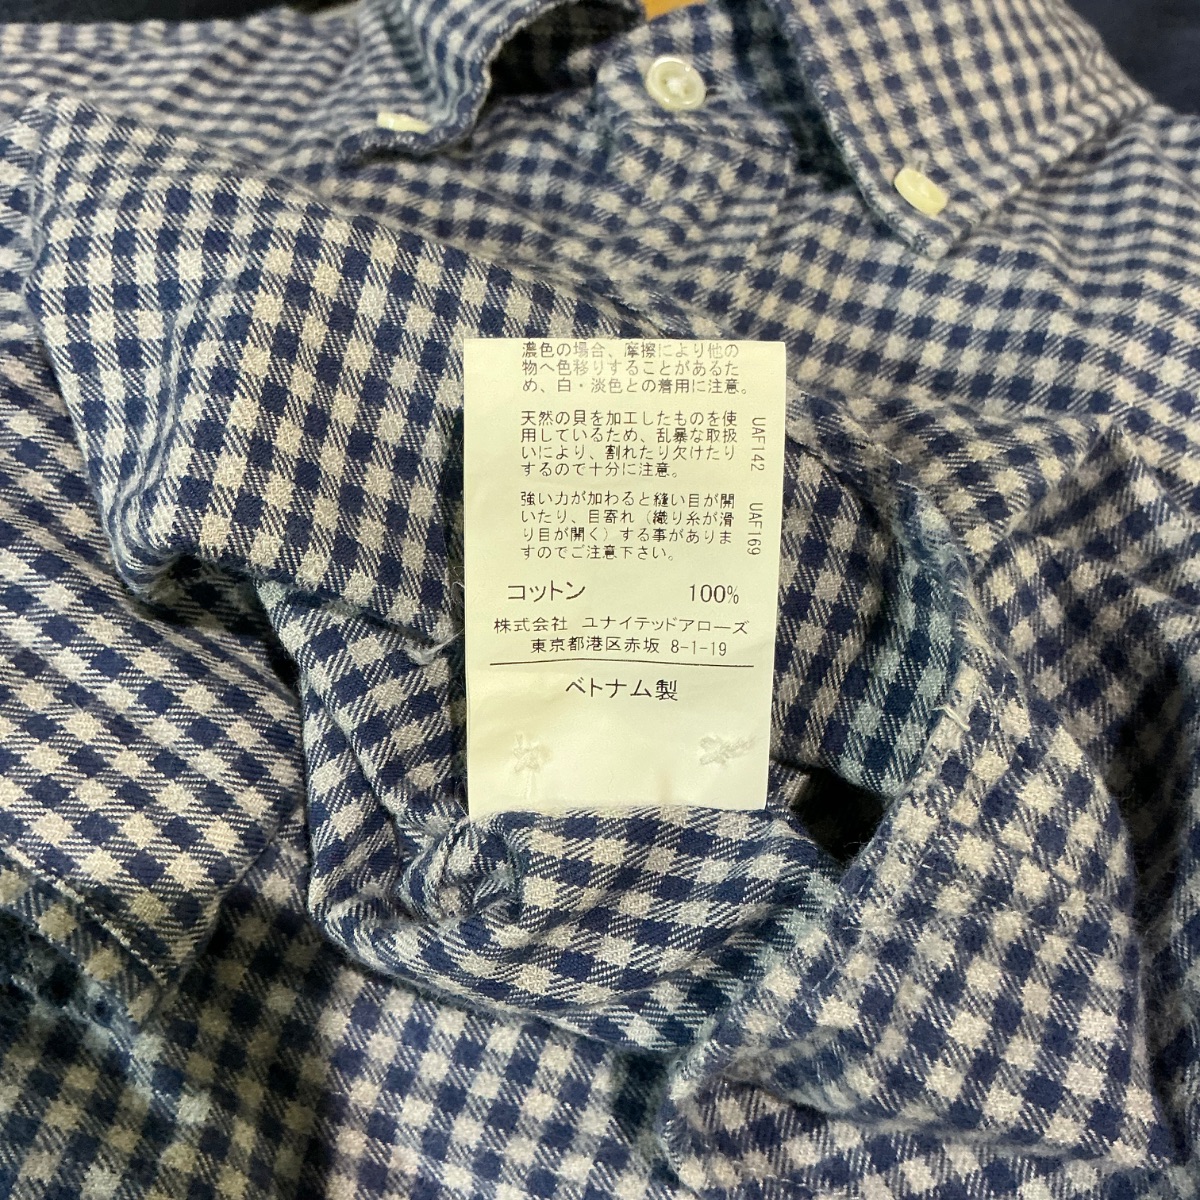 濃色の場合、摩擦により他の
物へ色移りすることがあるた
め、白・淡色との着用に注意。
天然の貝を加工したものを使
用しているため、乱暴な取扱
いにより、割れたり欠けたり
するので十分に注意。
UAF142
強い力が加わると縫い目が開
いたり、目寄れ（織り糸が滑
り目が開く）する事がありま
すのでご注意下さい。
UAF169
コットン 100%
株式会社 ユナイテッドアローズ
東京都港区赤坂 8-1-19
ベトナム製